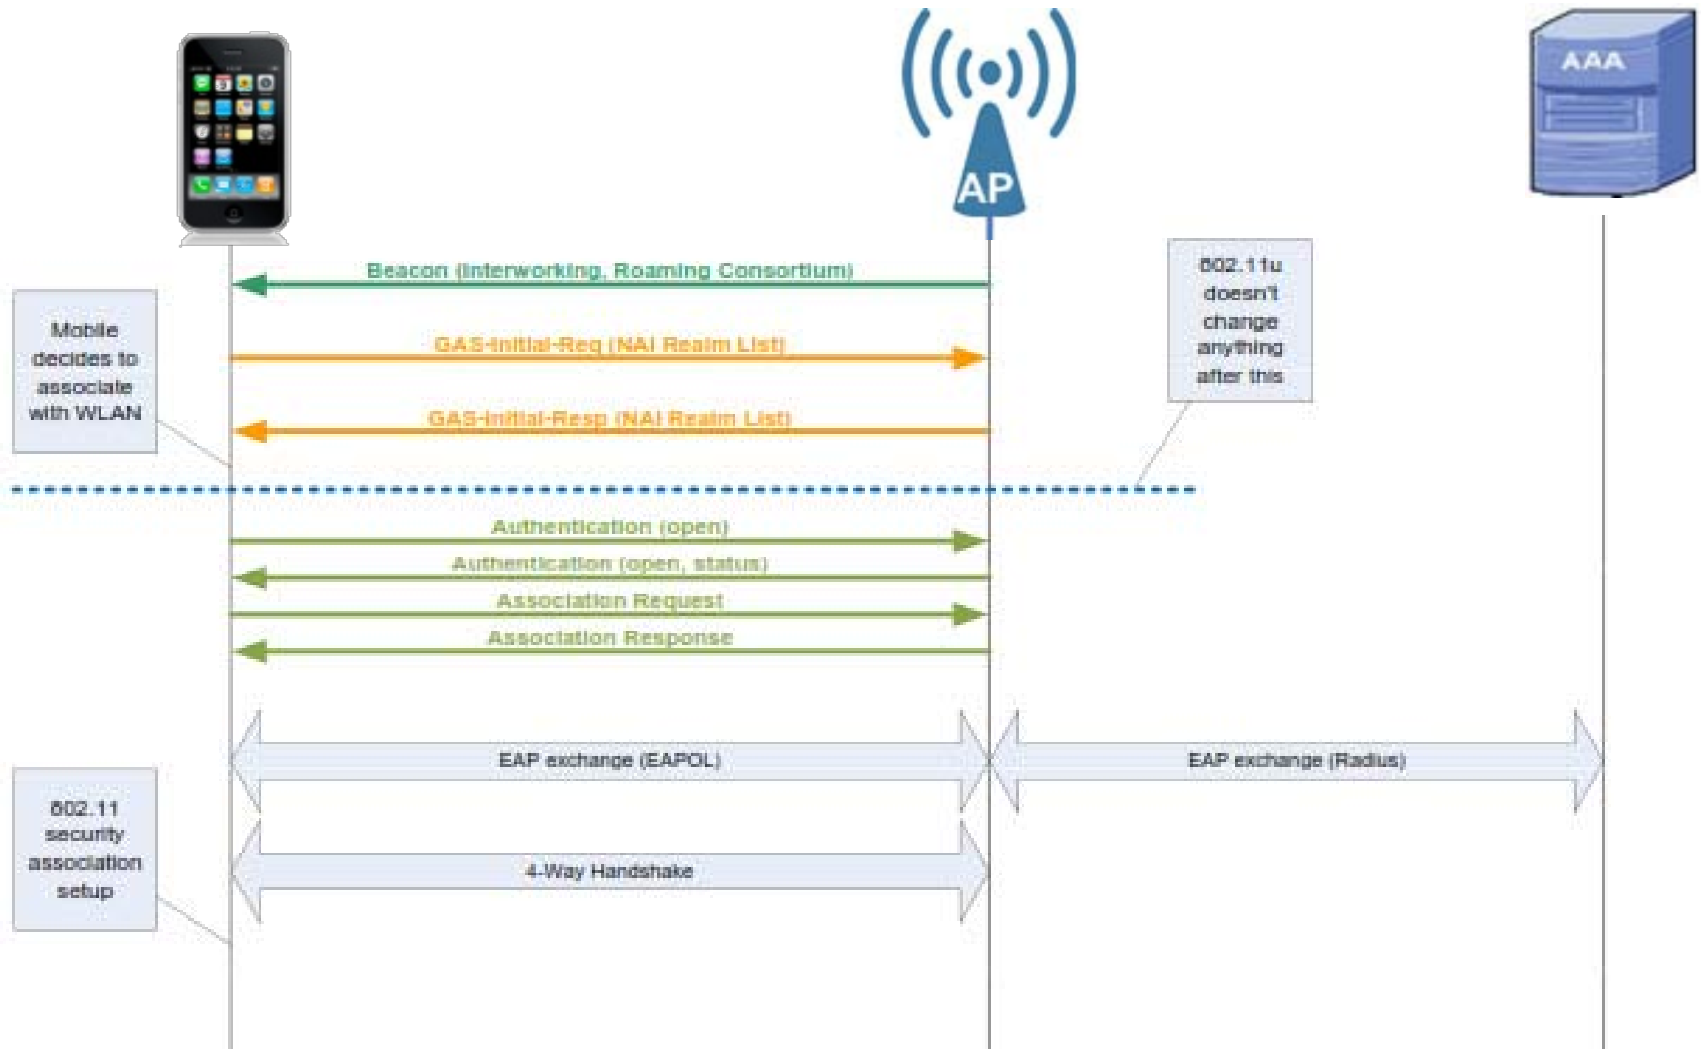 AAA
AP
Beacon (Interworking, Roaming Consortium)
802.11u
doesn't
change
anything
after this
Mobile
decides to
associate
with WLAN
GAS-Initial-Req (NAI Realm List)
GAS-Initial-Resp (NAI Realm List)
Authentication (open)
Authentication (open, status)
Association Request
Association Response
EAP exchange (EAPOL)
EAP exchange (Radius)
802.11
security
association
setup
4-Way Handshake